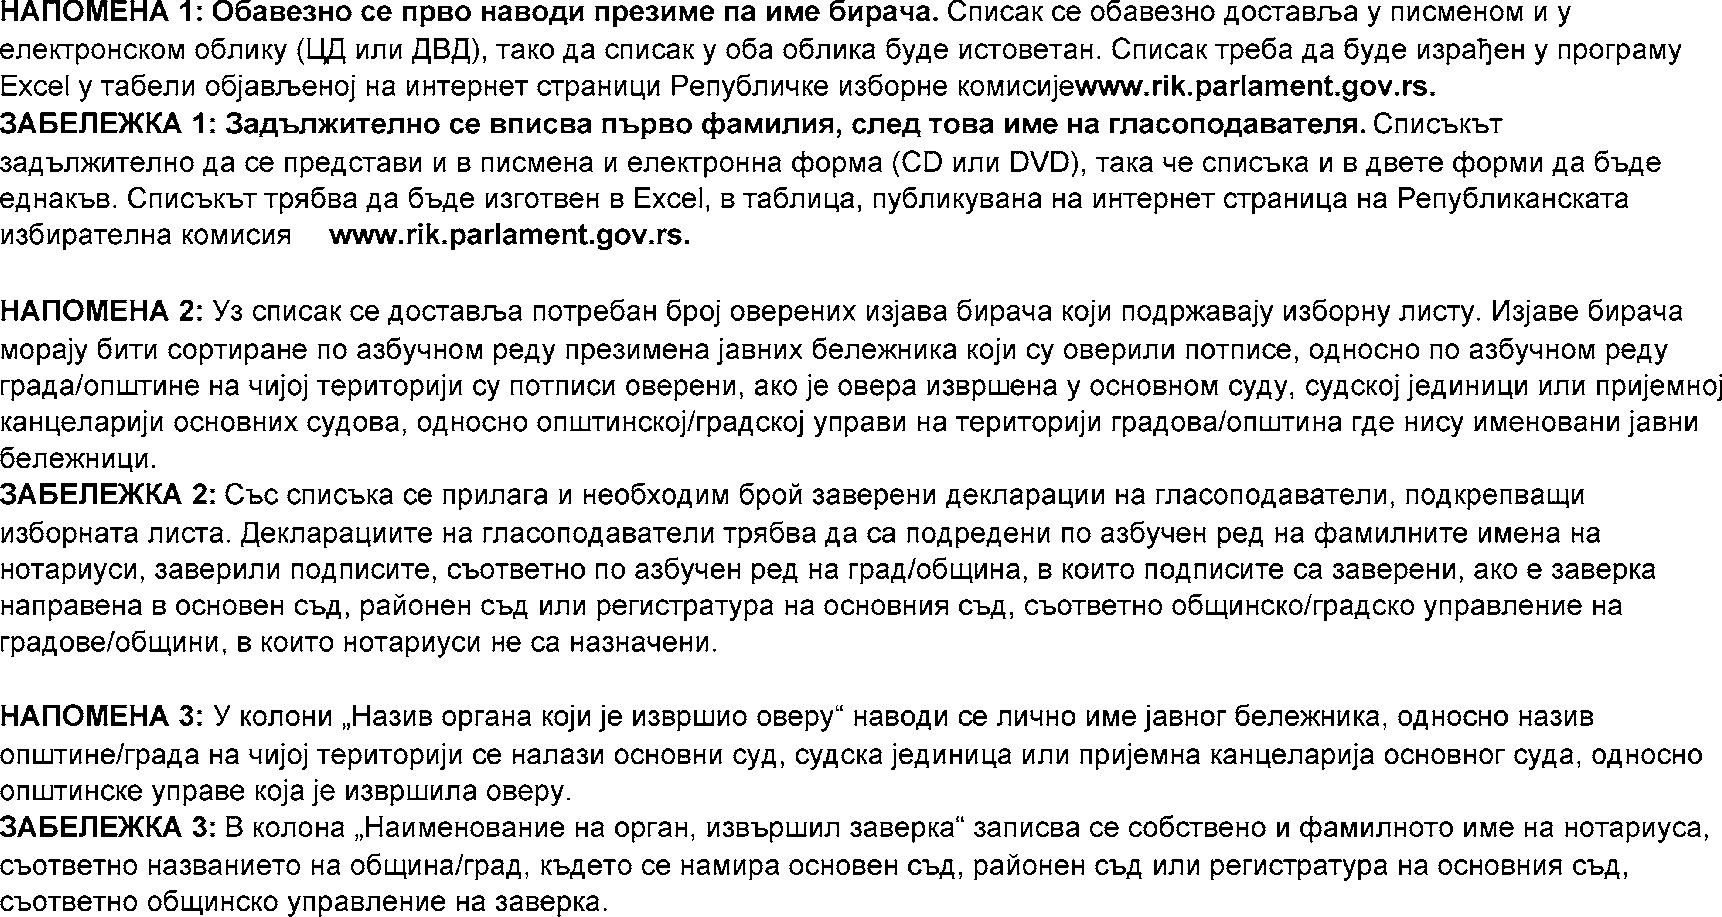 НАПОМЕНА 1: Обавезно се прво наводи презиме па име бирача. Списак се обавезно доставља у писменом и у
електронском облику (ЦД или ДВД), тако да списак у оба облика буде истоветан. Списак треба да буде израђен у програму
Excel у табели објављеној на интернет страници Републичке изборне комисијеwww.rik.parlament.gov.rs.
ЗАБЕЛЕЖКА 1: Задължително се вписва първо фамилия, след това име на гласоподавателя. Списъкът
задължително да се представи и в писмена и електронна форма (CD или DVD), така че списъка и в двете форми да бъде
еднакъв. Списъкът трябва да бъде изготвен в Excel, в таблица, публикувана на интернет страница на Републиканската
избирателна комисия www.rik.parlament.gov.rs.
НАПОМЕНА 2: Уз списак се доставља потребан број оверених изјава бирача који подржавају изборну листу. Изјаве бирача
морају бити сортиране по азбучном реду презимена јавних бележника који су оверили потписе, односно по азбучном реду
града/општине на чијој територији су потписи оверени, ако је овера извршена у основном суду, судској јединици или пријемној
канцеларији основних судова, односно општинској/градској управи на територији градова/општина где нису именовани јавни
бележници.
ЗАБЕЛЕЖКА 2: Със списъка се прилага и необходим брой заверени декларации на гласоподаватели, подкрепващи
изборната листа. Декларациите на гласоподаватели трябва да са подредени по азбучен ред на фамилните имена на
нотариуси, заверили подписите, съответно по азбучен ред на град/община, в които подписите са заверени, ако е заверка
направена в основен съд, районен съд или регистратура на основния съд, съответно общинско/градско управление на
градове/общини, в които нотариуси не са назначени.
НАПОМЕНА 3: У колони „Назив органа који је извршио оверу“ наводи се лично име јавног бележника, односно назив
општине/града на чијој територији се налази основни суд, судска јединица или пријемна канцеларија основног суда, односно
општинске управе која је извршила оверу.
ЗАБЕЛЕЖКА 3: В колона „Наименование на орган, извършил заверка“ записва се собствено и фамилното име на нотариуса,
съответно названието на община/град, където се намира основен съд, районен съд или регистратура на основния съд,
съответно общинско управление на заверка.